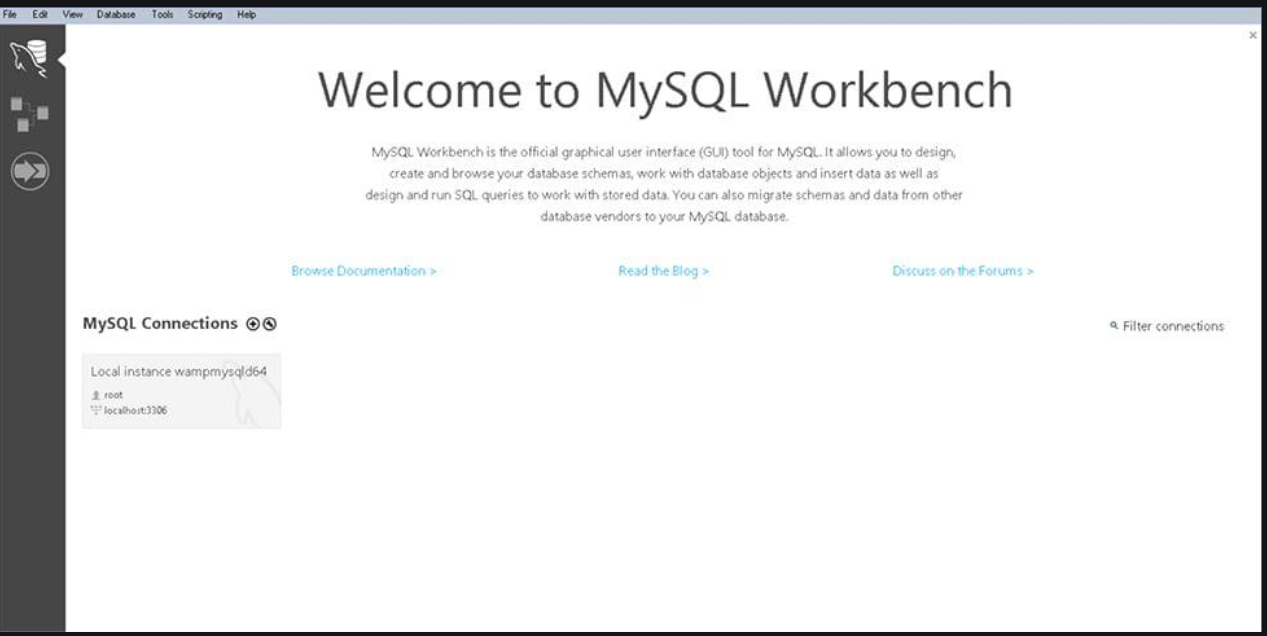 File Edit View Database Tools Scripting Help
Welcome to MySQL Workbench
MySQL Workbench is the official graphical user interface (GUI) tool for MySQL. It allows you to design,
create and browse your database schemas, work with database objects and insert data as well as
design and run SQL queries to work with stored data. You can also migrate schemas and data from other
database vendors to your MySQL database.
Browse Documentation > Read the Blog > Discuss on the Forums >
MySQL Connections Filter connections
Local instance wampmysqld64
root
localhost:3306